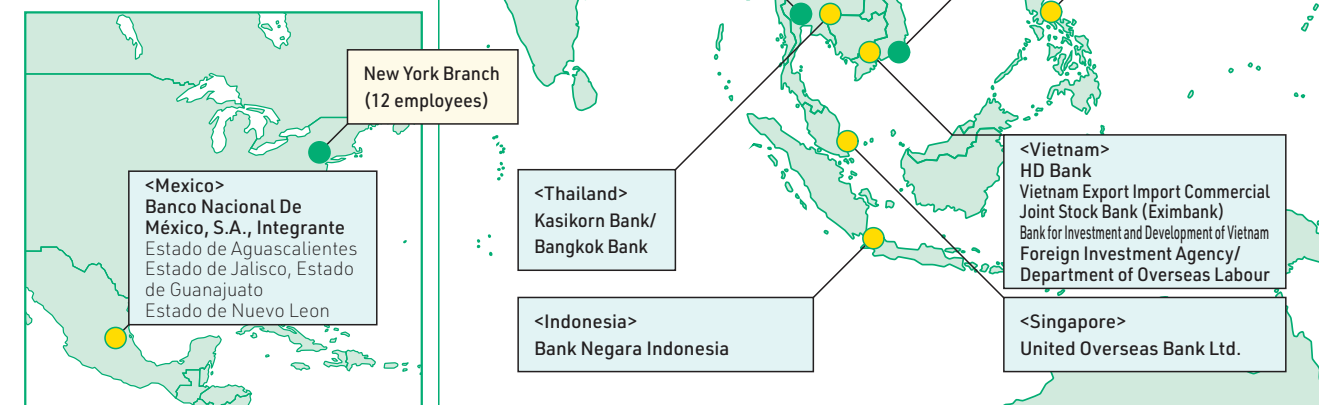 New York Branch
(12 employees)
<Mexico>
Banco Nacional De
México, S.A., Integrante
Estado de Aguascalientes
Estado de Jalisco, Estado
de Guanajuato
Estado de Nuevo Leon
<Thailand>
Kasikorn Bank/
Bangkok Bank
<Indonesia>
Bank Negara Indonesia
<Vietnam>
HD Bank
Vietnam Export Import Commercial
Joint Stock Bank (Eximbank)
Bank for Investment and Development of Vietnam
Foreign Investment Agency/
Department of Overseas Labour
<Singapore>
United Overseas Bank Ltd.